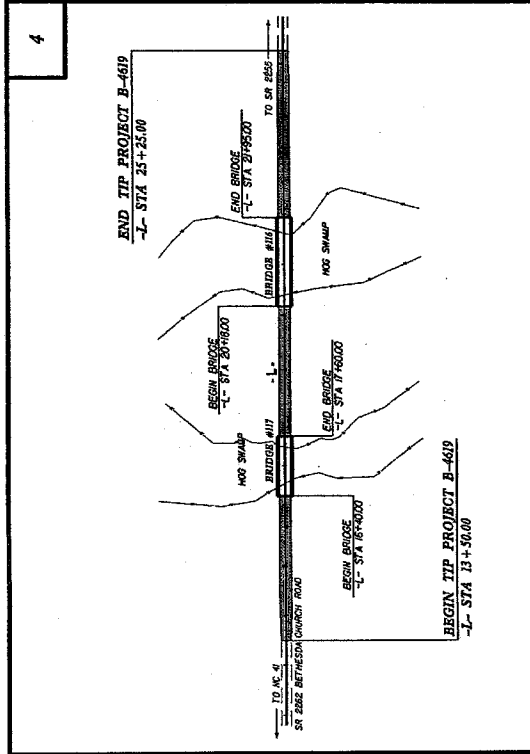 4
END TIP PROJECT B-4619
-L- STA 25+25.00
TO SR 2255
END BRIDGE
-L- STA 21+95.00
BRIDGE #116
HOG SWAMP
BEGIN BRIDGE
-L- STA 20+18.00
-L-
END BRIDGE
-L- STA 17+60.00
HOG SWAMP
BRIDGE #117
BEGIN BRIDGE
-L- STA 16+40.00
TO NC 41
SR 2262 BETHESDA CHURCH ROAD
BEGIN TIP PROJECT B-4619
-L- STA 13+50.00